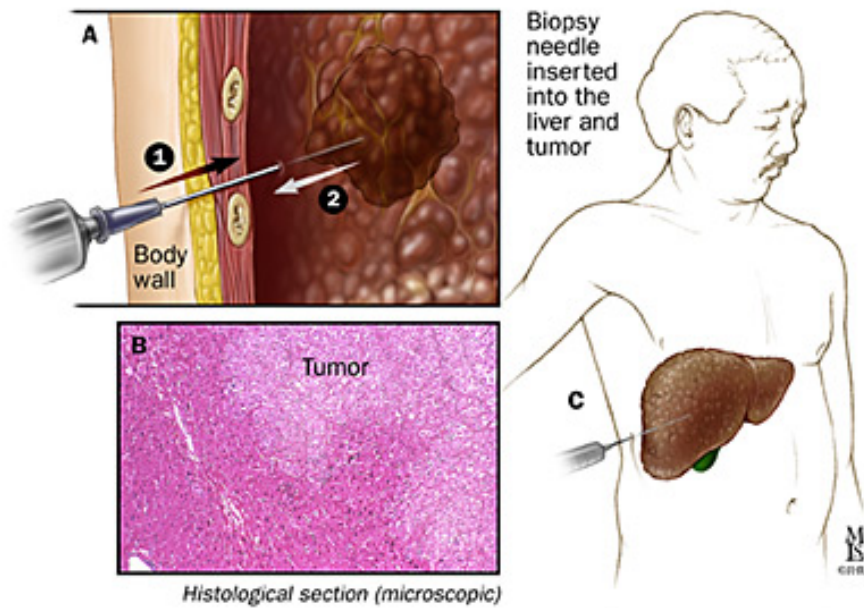 A
1
2
Body
wall
B
Tumor
Histological section (microscopic)
Biopsy
needle
inserted
into the
liver and
tumor
C